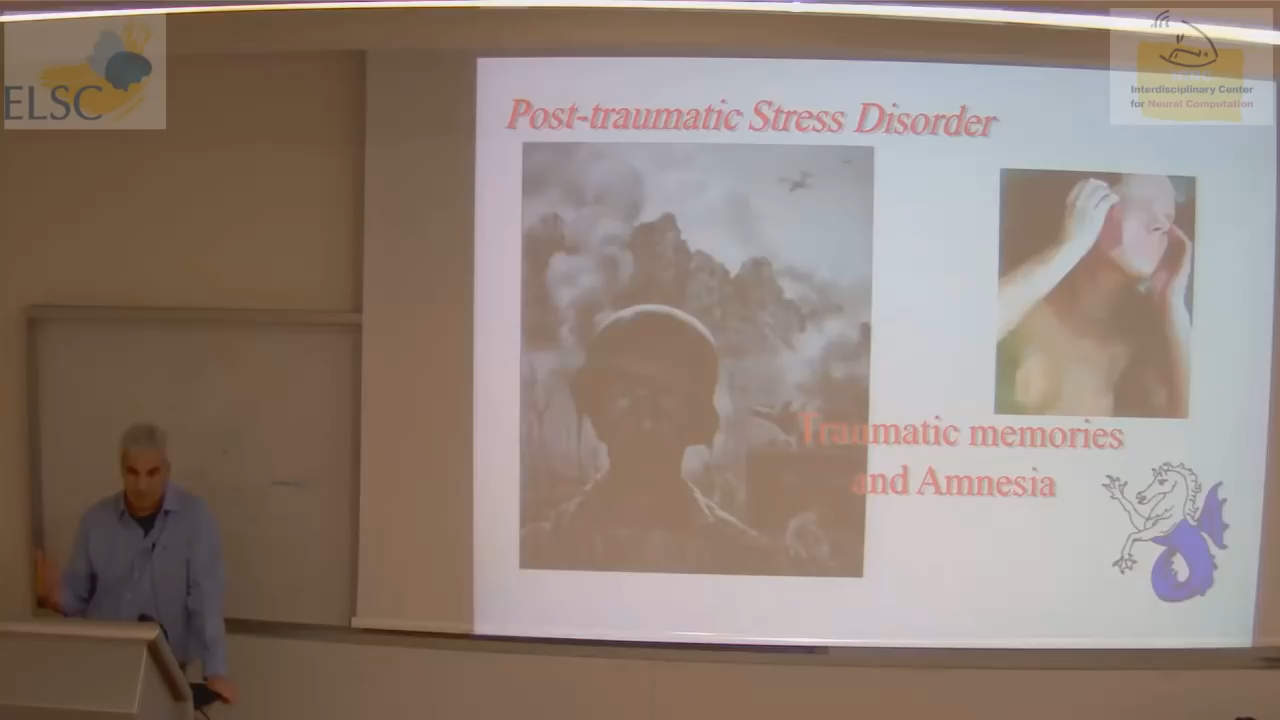 ELSC
Interdisciplinary Center
for Neural Computation
Post-traumatic Stress Disorder
Traumatic memories
and Amnesia